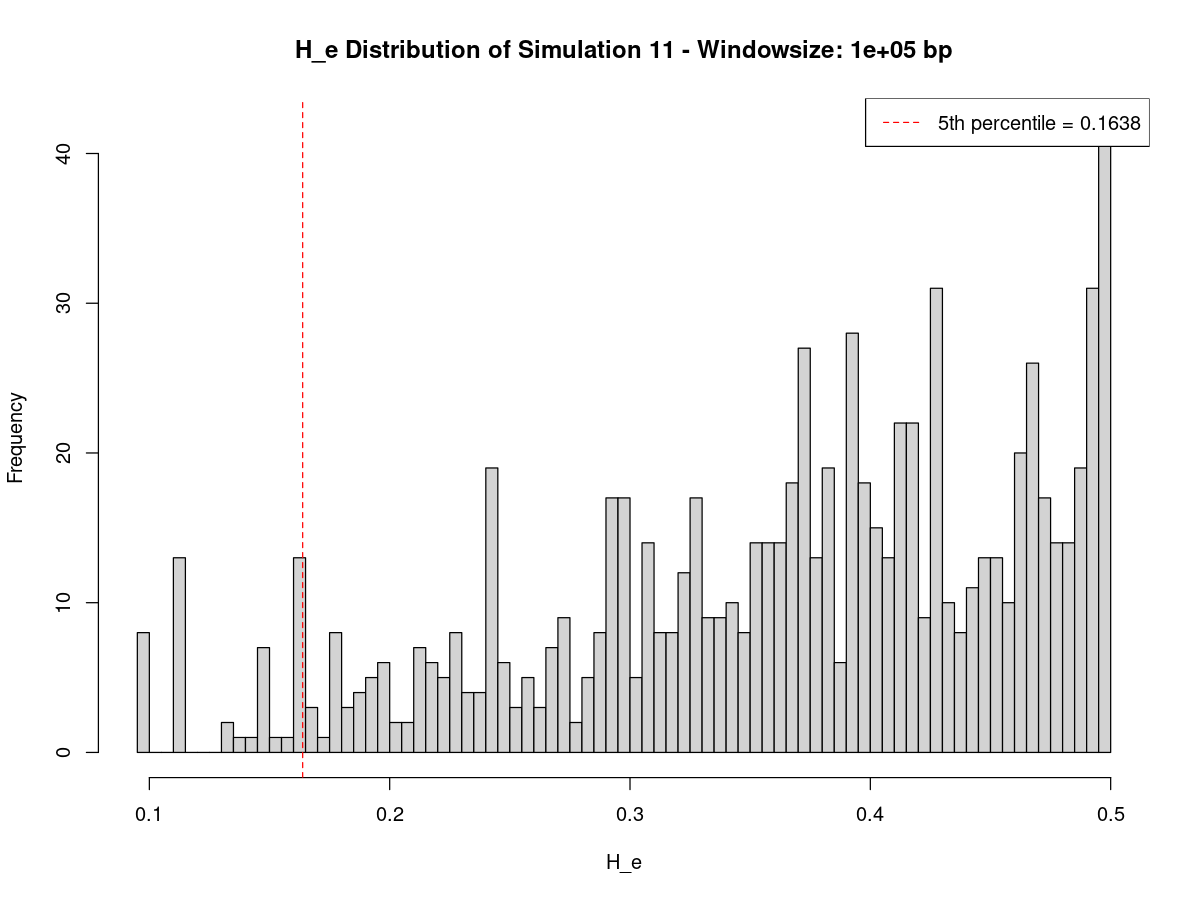 H_e Distribution of Simulation 11 - Windowsize: 1e+05 bp
5th percentile = 0.1638
40
30
20
10
0
Frequency
0.1 0.2 0.3 0.4 0.5
H_e